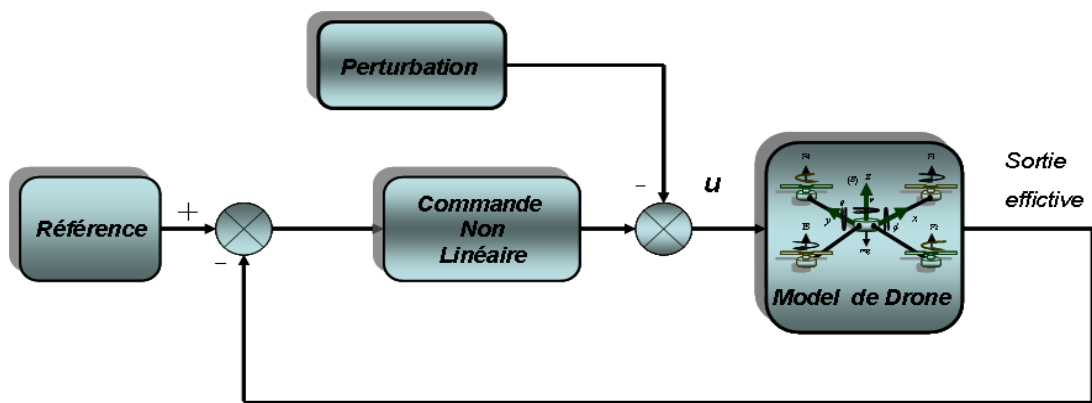 Perturbation
Référence
+
−
Commande
Non
Linéaire
−
u
Sortie
effictive
Z
y
x
Model de Drone